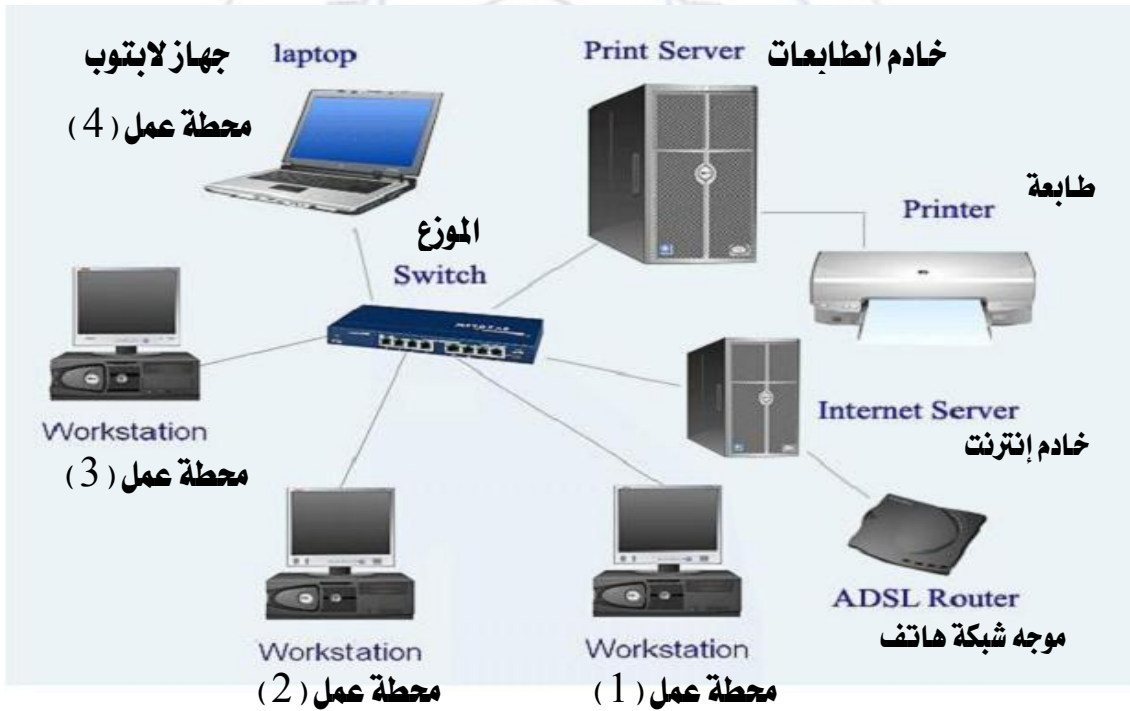 جهاز لابتوب
laptop
محطة عمل (4)
Print Server
خادم الطابعات
طابعة
Printer
الموزع
Switch
Workstation
محطة عمل (3)
Internet Server
خادم إنترنت
Workstation
محطة عمل (2)
Workstation
محطة عمل (1)
ADSL Router
موجه شبكة هاتف